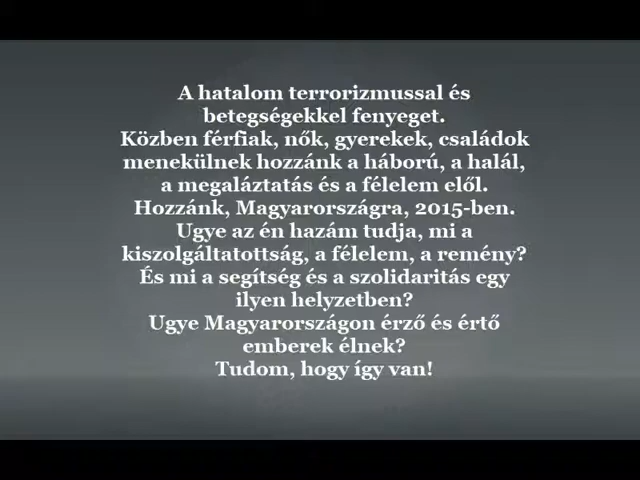 A hatalom terrorizmussal és
betegségekkel fenyeget.
Közben férfiak, nők, gyerekek, családok
menekülnek hozzánk a háború, a halál,
a megaláztatás és a félelem elől.
Hozzánk, Magyarországra, 2015-ben.
Ugye az én hazám tudja, mi a
kiszolgáltatottság, a félelem, a remény?
És mi a segítség és a szolidaritás egy
ilyen helyzetben?
Ugye Magyarországon érző és értő
emberek élnek?
Tudom, hogy így van!